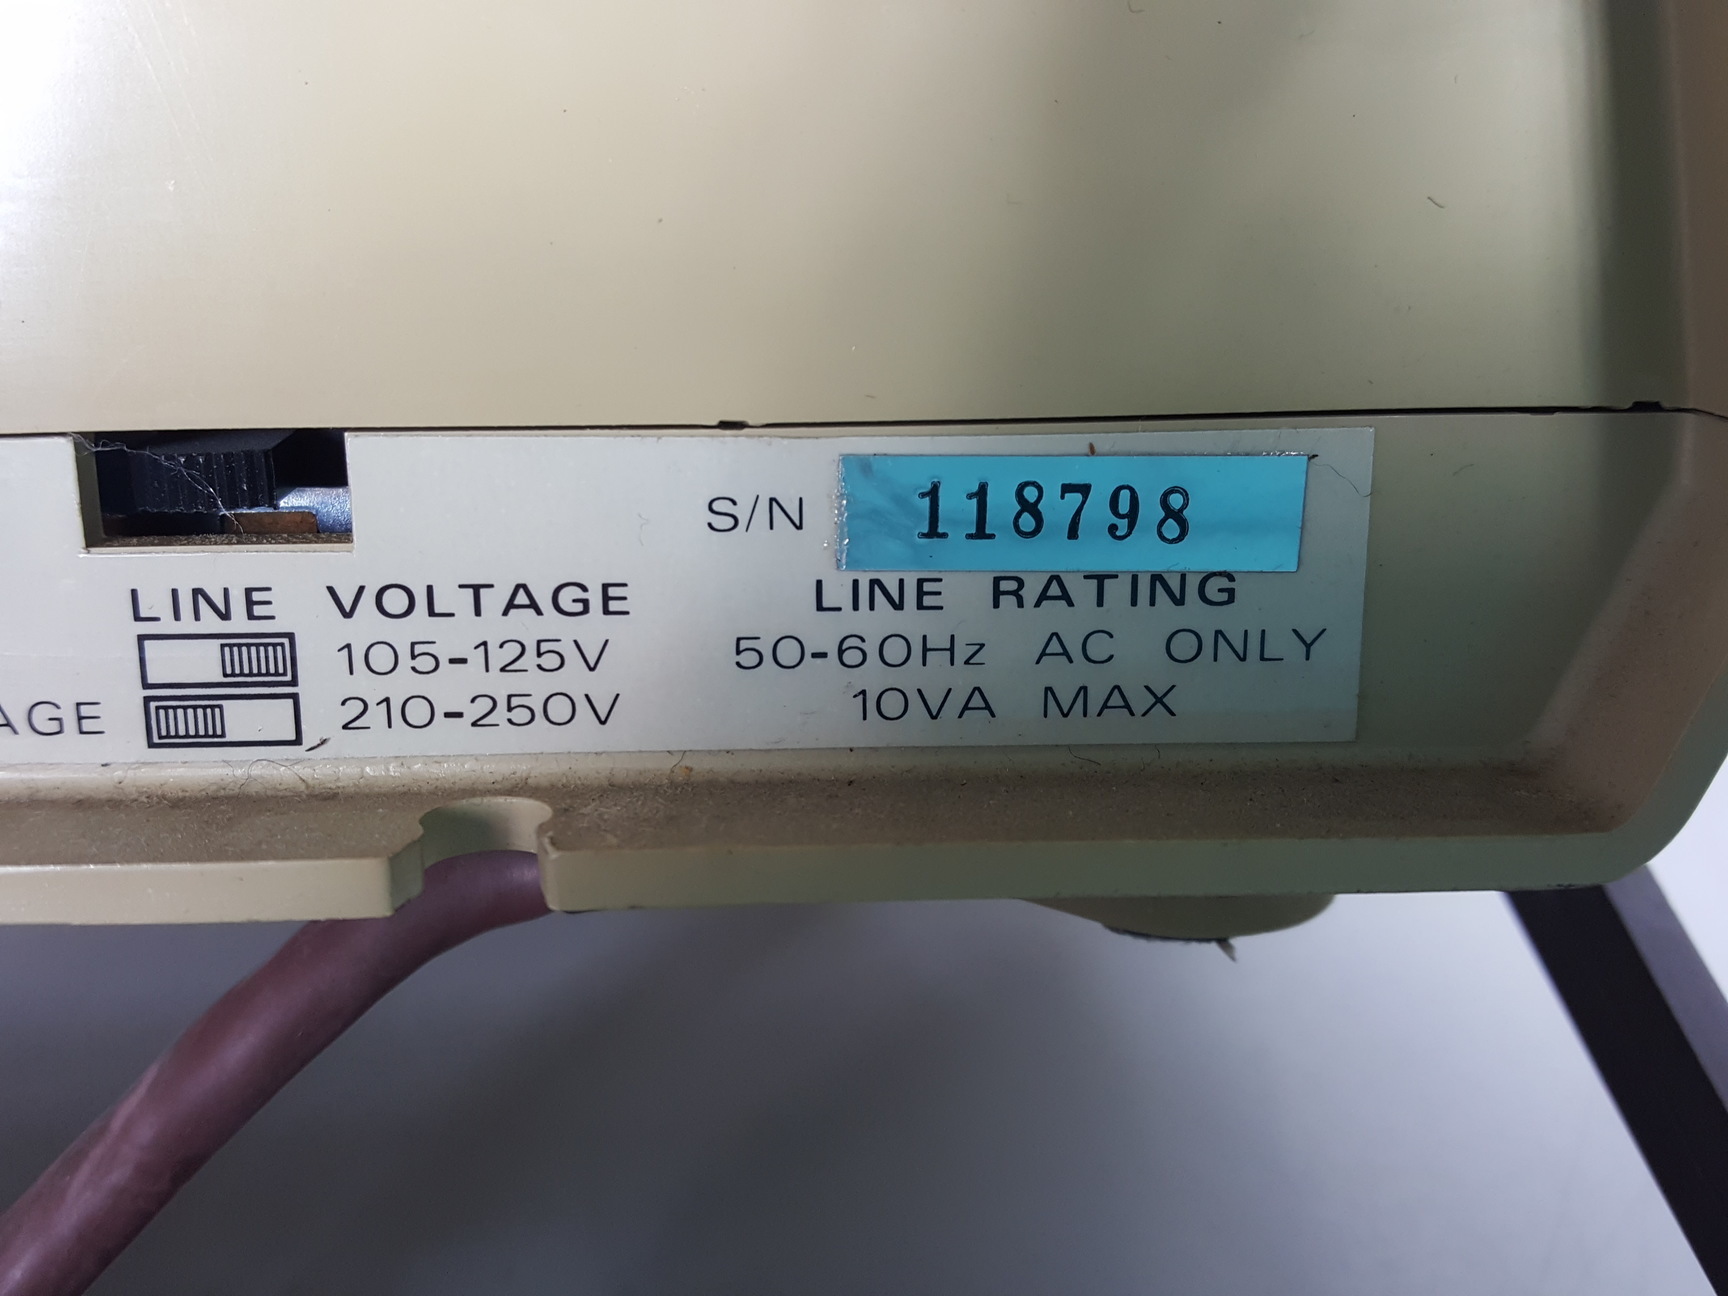 S/N 118798
LINE VOLTAGE
105-125V
AGE 210-250V
LINE RATING
50-60Hz AC ONLY
10VA MAX